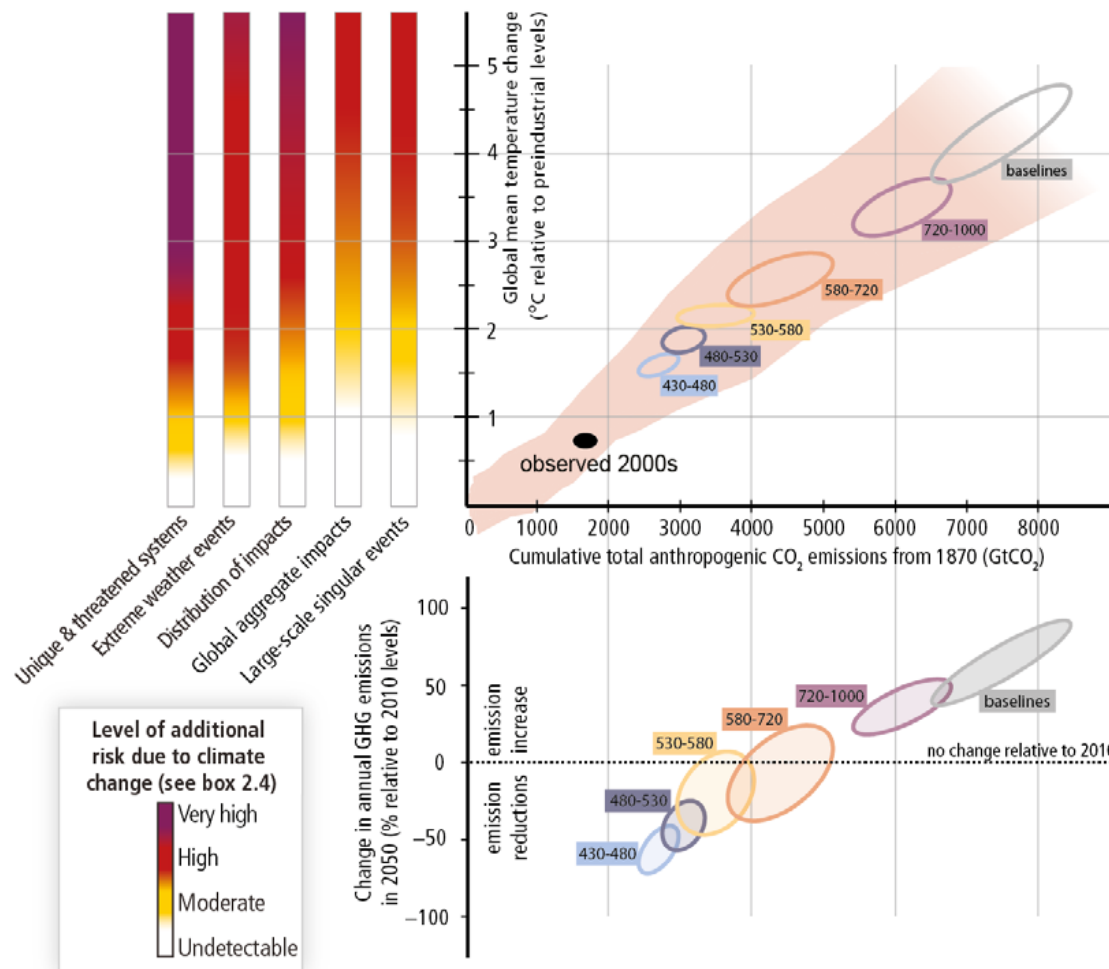 5
4
3
2
1
Global mean temperature change
(°C relative to preindustrial levels)
baselines
720-1000
580-720
530-580
480-530
430-480
observed 2000s
0 1000 2000 3000 4000 5000 6000 7000 8000
Cumulative total anthropogenic CO₂ emissions from 1870 (GtCO₂)
Unique & threatened systems
Extreme weather events
Distribution of impacts
Global aggregate impacts
Large-scale singular events
Level of additional
risk due to climate
change (see box 2.4)
Very high
High
Moderate
Undetectable
Change in annual GHG emissions
in 2050 (% relative to 2010 levels)
100
50
0
−50
−100
emission
increase
emission
reductions
baselines
720-1000
580-720
530-580
480-530
430-480
no change relative to 2010